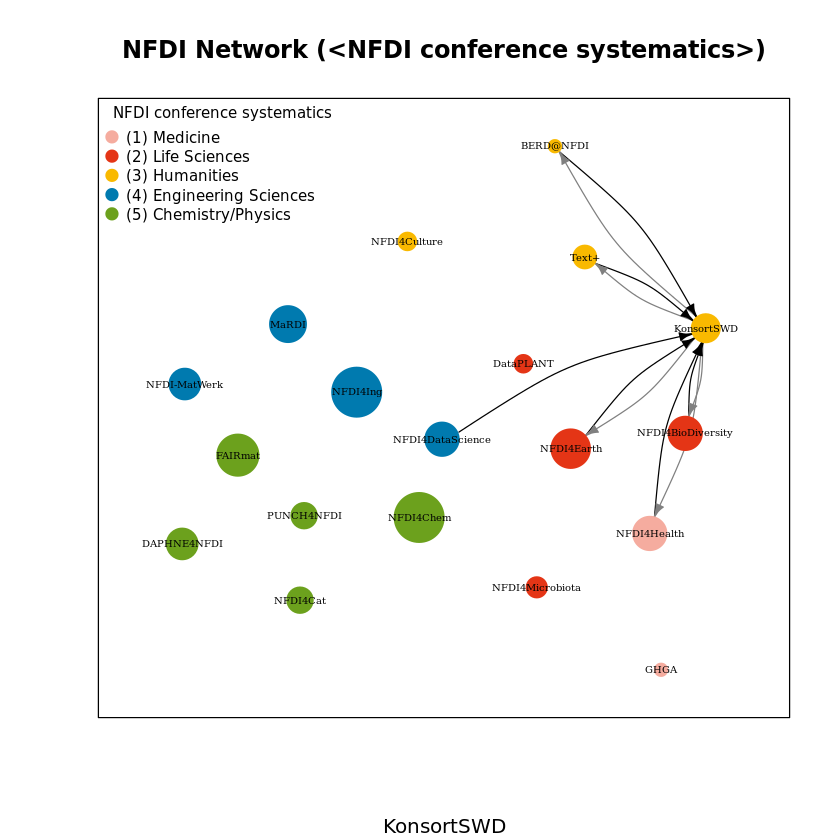 NFDI Network (<NFDI conference systematics>)
NFDI conference systematics
(1) Medicine
(2) Life Sciences
(3) Humanities
(4) Engineering Sciences
(5) Chemistry/Physics
BERD@NFDI
NFDI4Culture
Text+
MaRDI
KonsortSWD
DataPLANT
NFDI-MatWerk
NFDI4Ing
NFDI4DataScience
NFDI4BioDiversity
NFDI4Earth
FAIRmat
PUNCH4NFDI
NFDI4Chem
NFDI4Health
DAPHNE4NFDI
NFDI4Microbiota
NFDI4Cat
GHGA
KonsortSWD